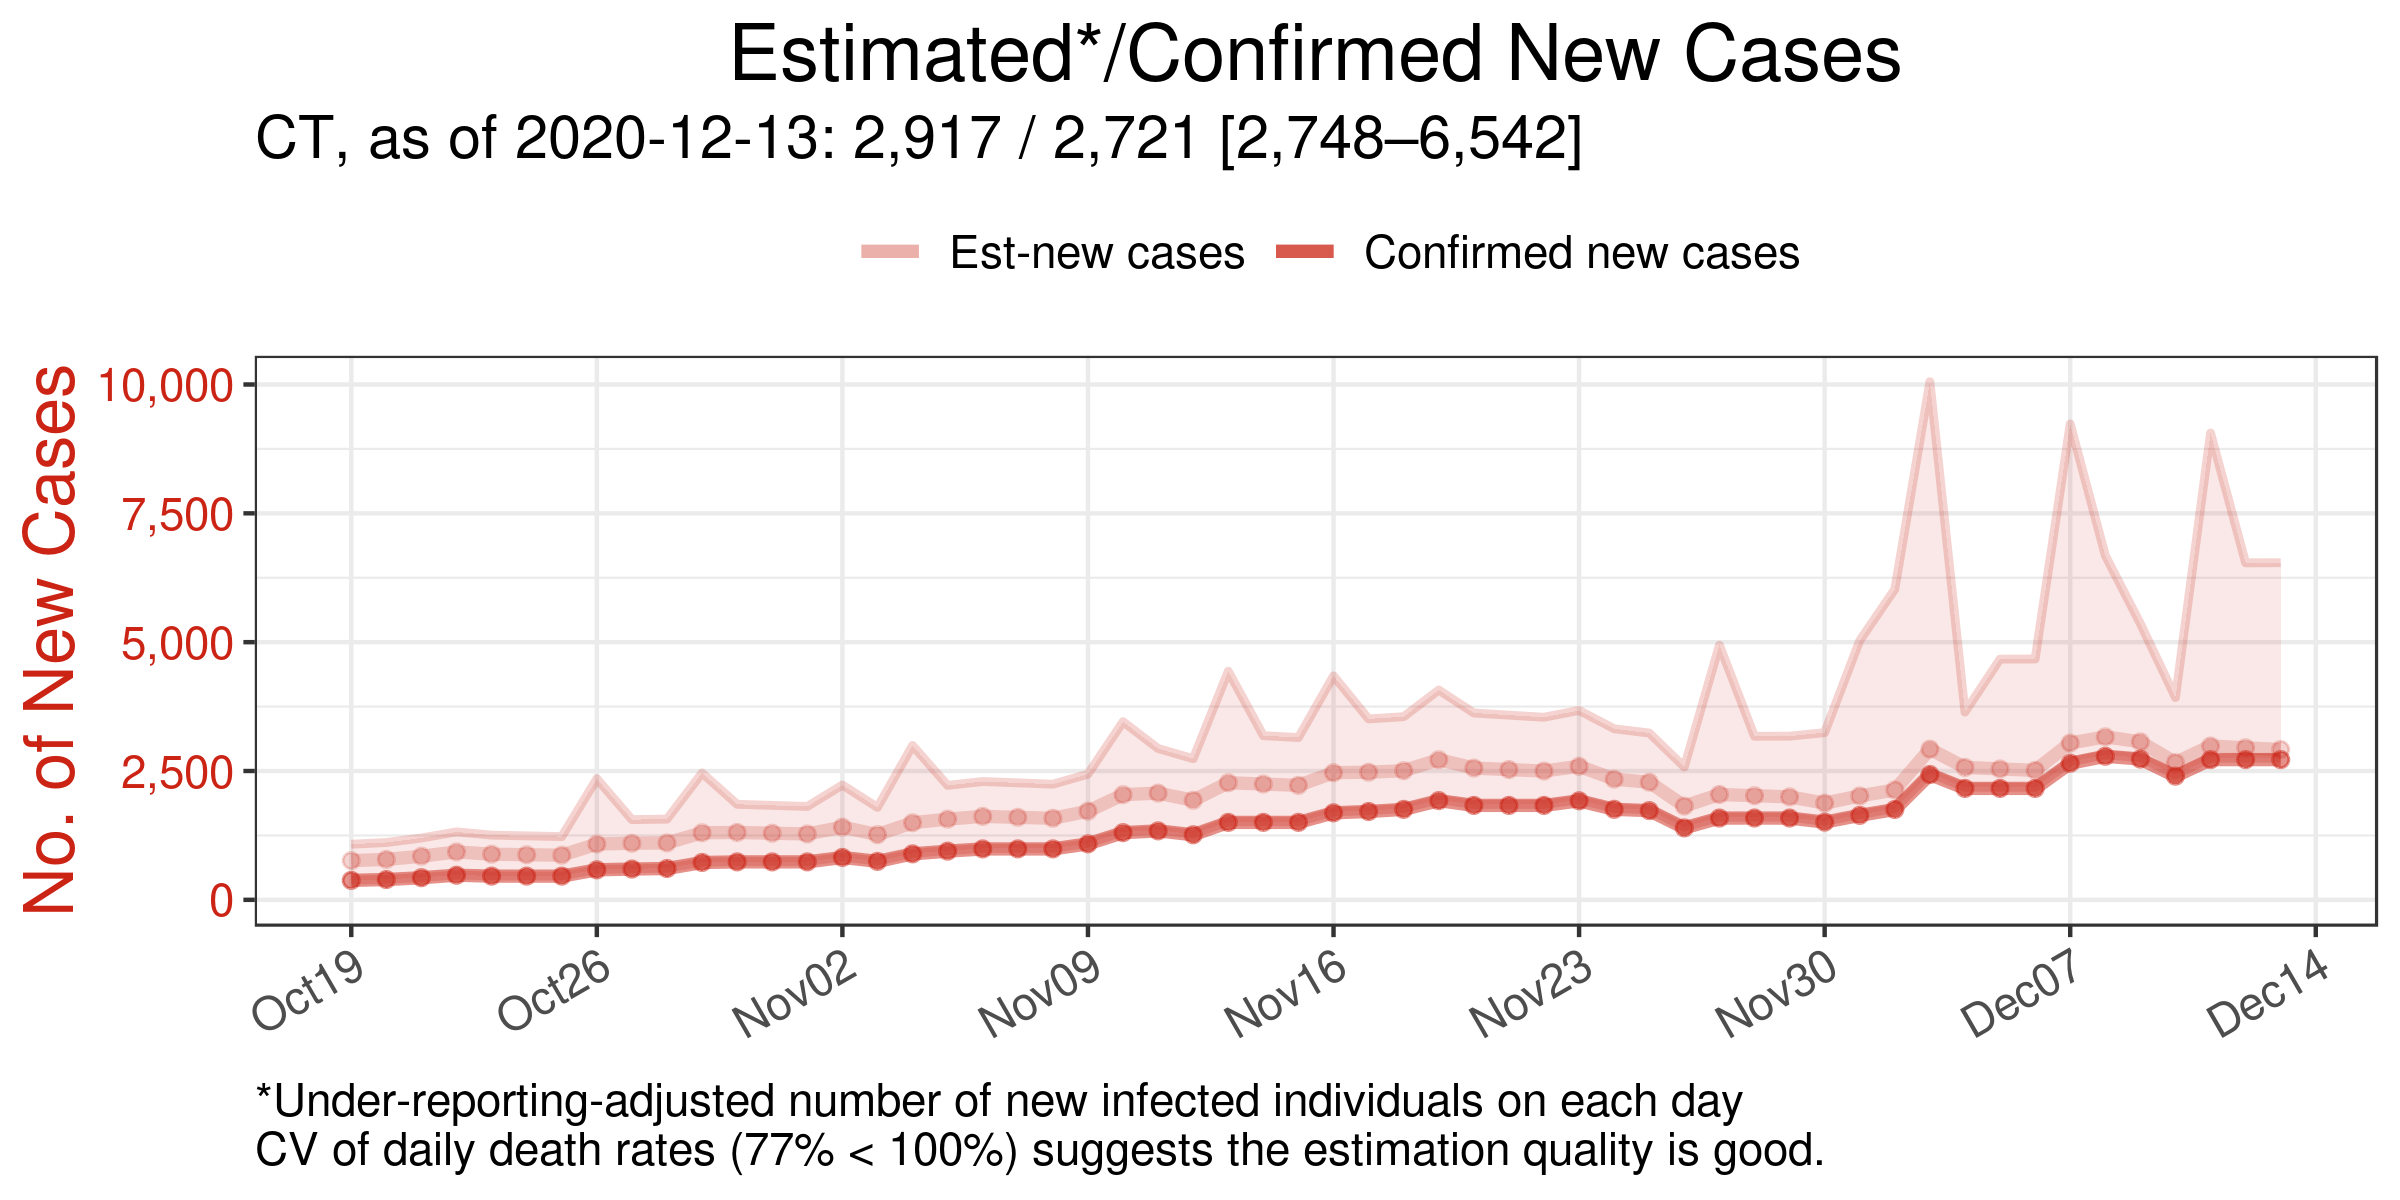 Estimated*/Confirmed New Cases
CT, as of 2020-12-13: 2,917 / 2,721 [2,748–6,542]
Est-new cases Confirmed new cases
No. of New Cases
10,000
7,500
5,000
2,500
0
Oct19 Oct26 Nov02 Nov09 Nov16 Nov23 Nov30 Dec07 Dec14
*Under-reporting-adjusted number of new infected individuals on each day
CV of daily death rates (77% < 100%) suggests the estimation quality is good.